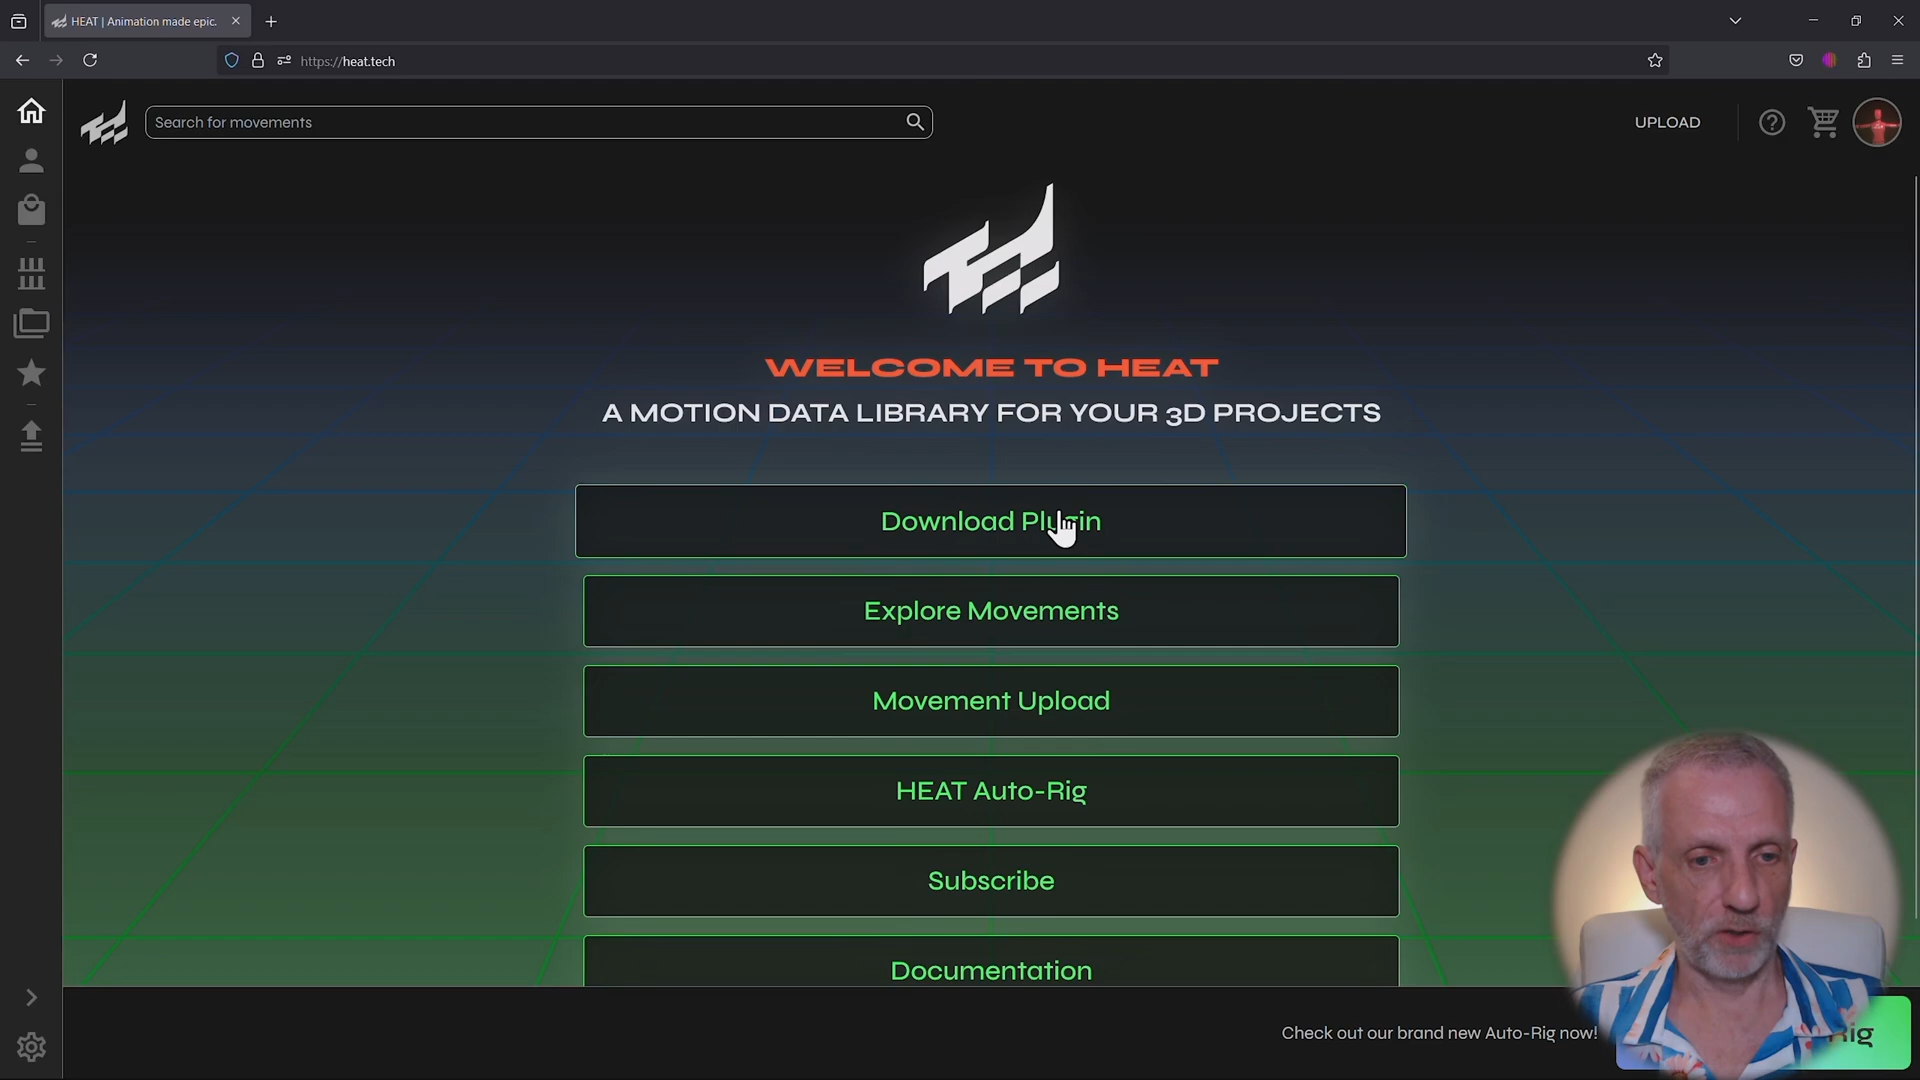 HEAT | Animation made epic.
https://heat.tech
Search for movements
UPLOAD
WELCOME TO HEAT
A MOTION DATA LIBRARY FOR YOUR 3D PROJECTS
Download Plugin
Explore Movements
Movement Upload
HEAT Auto-Rig
Subscribe
Documentation
Check out our brand new Auto-Rig now!